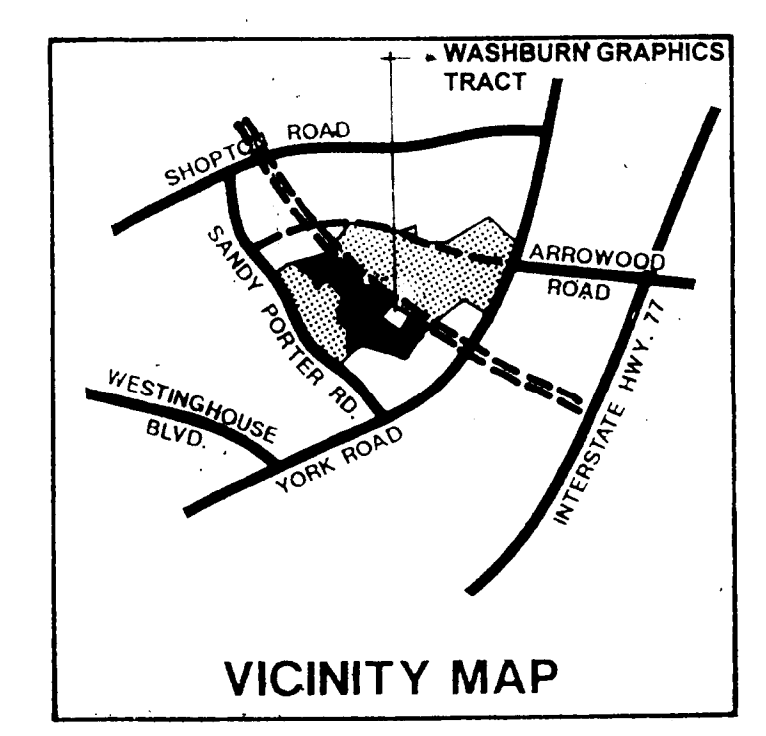 WASHBURN GRAPHICS
TRACT
SHOPTON ROAD
SANDY PORTER RD.
ARROWOOD
ROAD
INTERSTATE HWY. 77
WESTINGHOUSE
BLVD.
YORK ROAD
VICINITY MAP